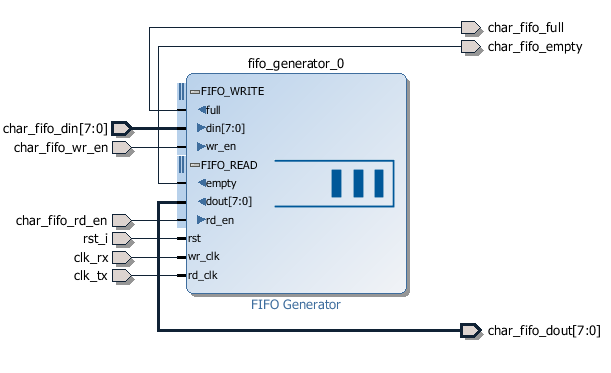 char_fifo_full
char_fifo_empty
fifo_generator_0
FIFO_WRITE
full
char_fifo_din[7:0]
din[7:0]
char_fifo_wr_en
wr_en
FIFO_READ
empty
dout[7:0]
char_fifo_rd_en
rd_en
rst_i
rst
clk_rx
wr_clk
clk_tx
rd_clk
FIFO Generator
char_fifo_dout[7:0]